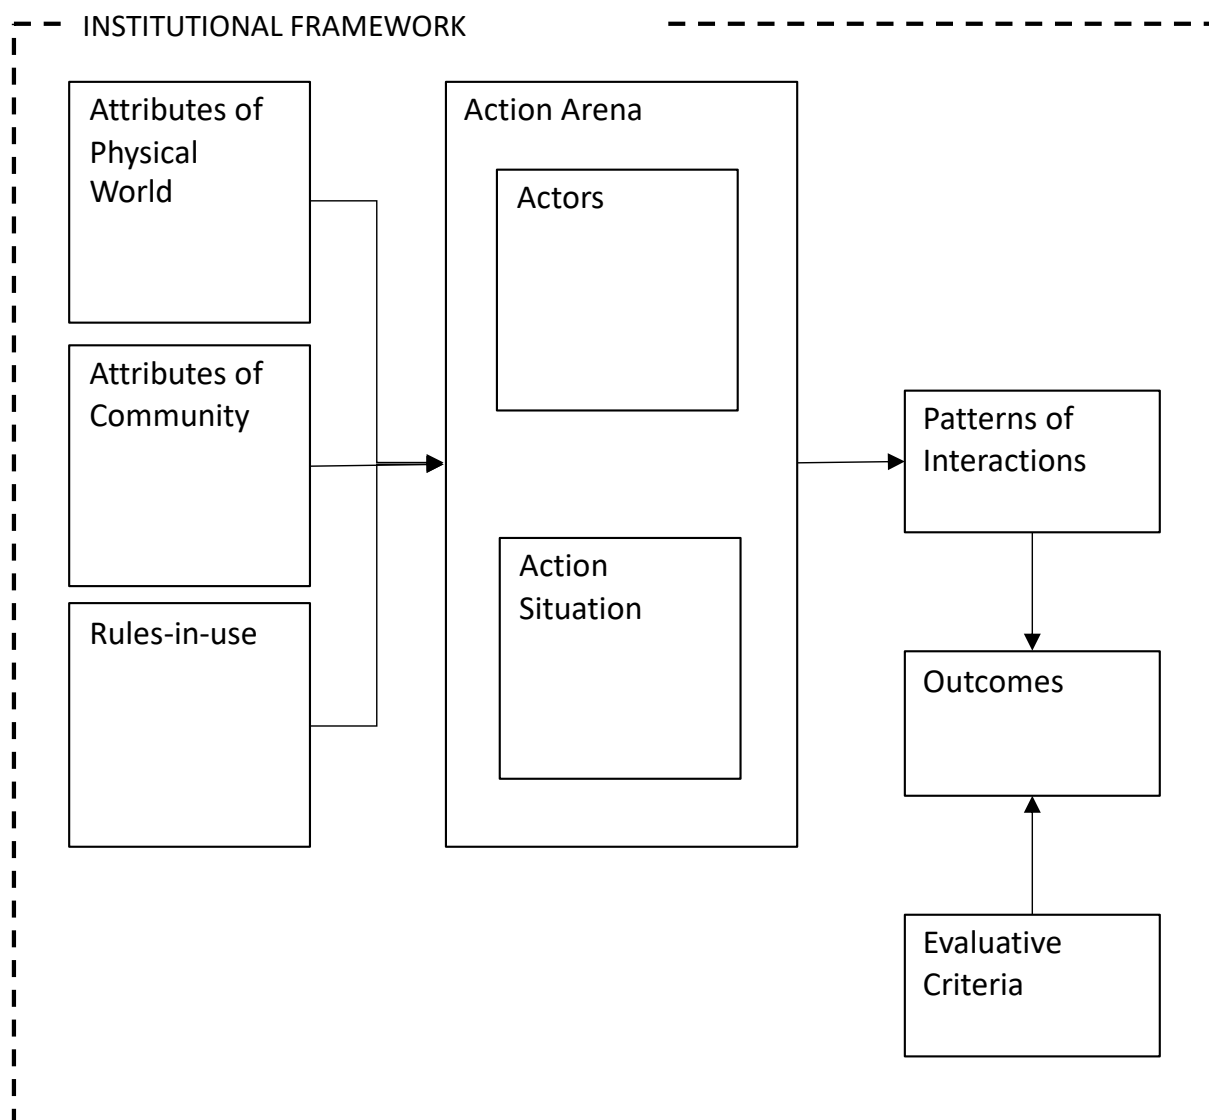 INSTITUTIONAL FRAMEWORK
Attributes of
Physical
World
Attributes of
Community
Rules-in-use
Action Arena
Actors
Action
Situation
Patterns of
Interactions
Outcomes
Evaluative
Criteria